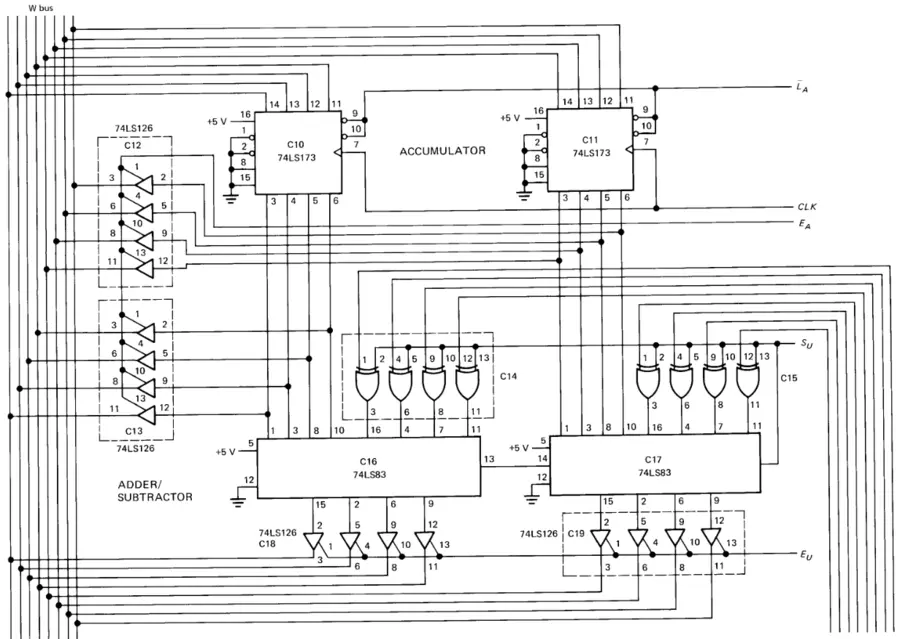 W bus
L̄A
14 13 12 11
14 13 12 11
16
+5 V
1
2
8
15
9
10
7
C10
74LS173
ACCUMULATOR
16
+5 V
1
2
8
15
9
10
7
C11
74LS173
3 4 5 6
3 4 5 6
CLK
EA
74LS126
C12
1
3 2
4
6 5
10
8 9
13
11 12
1
3 2
4
6 5
10
8 9
13
11 12
C13
74LS126
SU
1 2 4 5 9 10 12 13
C14
3 6 8 11
1 2 4 5 9 10 12 13
C15
3 6 8 11
1 3 8 10 16 4 7 11
5
+5 V
12
C16
74LS83
13
1 3 8 10 16 4 7 11
5
+5 V
14
12
C17
74LS83
ADDER/
SUBTRACTOR
15 2 6 9
15 2 6 9
74LS126
C18
2 5 9 12
1 4 10 13
3 6 8 11
74LS126
C19
2 5 9 12
1 4 10 13
3 6 8 11
EU